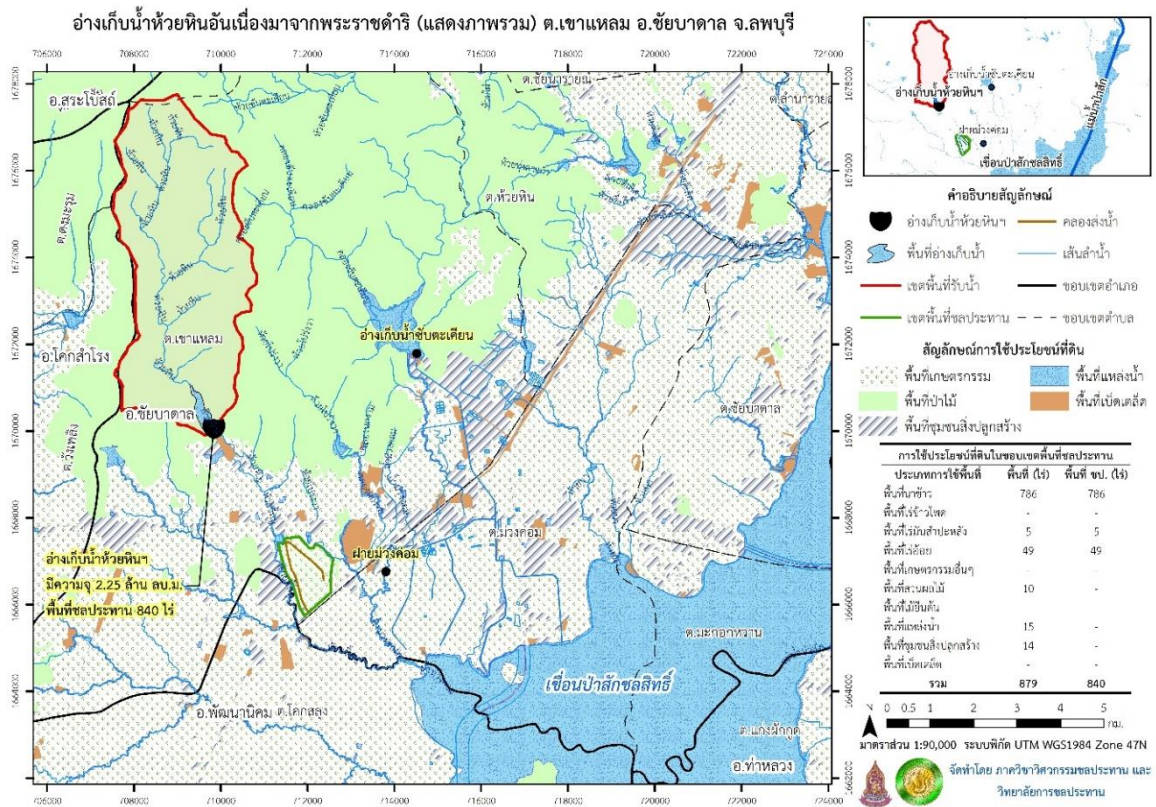 อ่างเก็บน้ำห้วยหินอันเนื่องมาจากพระราชดำริ (แสดงภาพรวม) ต.เขาแหลม อ.ชัยบาดาล จ.ลพบุรี
706000 708000 710000 712000 714000 716000 718000 720000 722000 724000
1678000
1676000
1674000
1672000
1670000
1668000
1666000
1664000
1662000
อ.สระโบสถ์
ต.ชัยนารายณ์
ต.ลำนารายณ์
ต.ดงมะรุม
ต.ห้วยหิน
ต.เขาแหลม
อ.โคกสำโรง
อ่างเก็บน้ำซับตะเคียน
อ.ชัยบาดาล
ต.ชัยบาดาล
ต.วังเพลิง
ต.ม่วงค่อม
ฝายม่วงค่อม
อ่างเก็บน้ำห้วยหินฯ
มีความจุ 2.25 ล้าน ลบ.ม.
พื้นที่ชลประทาน 840 ไร่
ต.มะกอกหวาน
เขื่อนป่าสักชลสิทธิ์
อ.พัฒนานิคม ต.โคกสลุง
ต.แก่งผักกูด
อ.ท่าหลวง
706000 708000 710000 712000 714000 716000 718000 720000 722000 724000
อ่างเก็บน้ำซับตะเคียน
อ่างเก็บน้ำห้วยหินฯ
ฝายม่วงค่อม
เขื่อนป่าสักชลสิทธิ์
แม่น้ำป่าสัก
คำอธิบายสัญลักษณ์
อ่างเก็บน้ำห้วยหินฯ คลองส่งน้ำ
พื้นที่อ่างเก็บน้ำ เส้นลำน้ำ
เขตพื้นที่รับน้ำ ขอบเขตอำเภอ
เขตพื้นที่ชลประทาน ขอบเขตตำบล
สัญลักษณ์การใช้ประโยชน์ที่ดิน
พื้นที่เกษตรกรรม พื้นที่แหล่งน้ำ
พื้นที่ป่าไม้ พื้นที่เบ็ดเตล็ด
พื้นที่ชุมชนสิ่งปลูกสร้าง
การใช้ประโยชน์ที่ดินในขอบเขตพื้นที่ชลประทาน
ประเภทการใช้พื้นที่ พื้นที่ (ไร่) พื้นที่ ชป. (ไร่)
พื้นที่นาข้าว 786 786
พื้นที่ไร่ข้าวโพด - -
พื้นที่ไร่มันสำปะหลัง 5 5
พื้นที่ไร่อ้อย 49 49
พื้นที่เกษตรกรรมอื่นๆ - -
พื้นที่สวนผลไม้ 10 -
พื้นที่ไม้ยืนต้น
พื้นที่แหล่งน้ำ 15 -
พื้นที่ชุมชนสิ่งปลูกสร้าง 14 -
พื้นที่เบ็ดเตล็ด - -
รวม 879 840
N 0 0.5 1 2 3 4 5
กม.
มาตราส่วน 1:90,000 ระบบพิกัด UTM WGS1984 Zone 47N
จัดทำโดย ภาควิชาวิศวกรรมชลประทาน และ
วิทยาลัยการชลประทาน